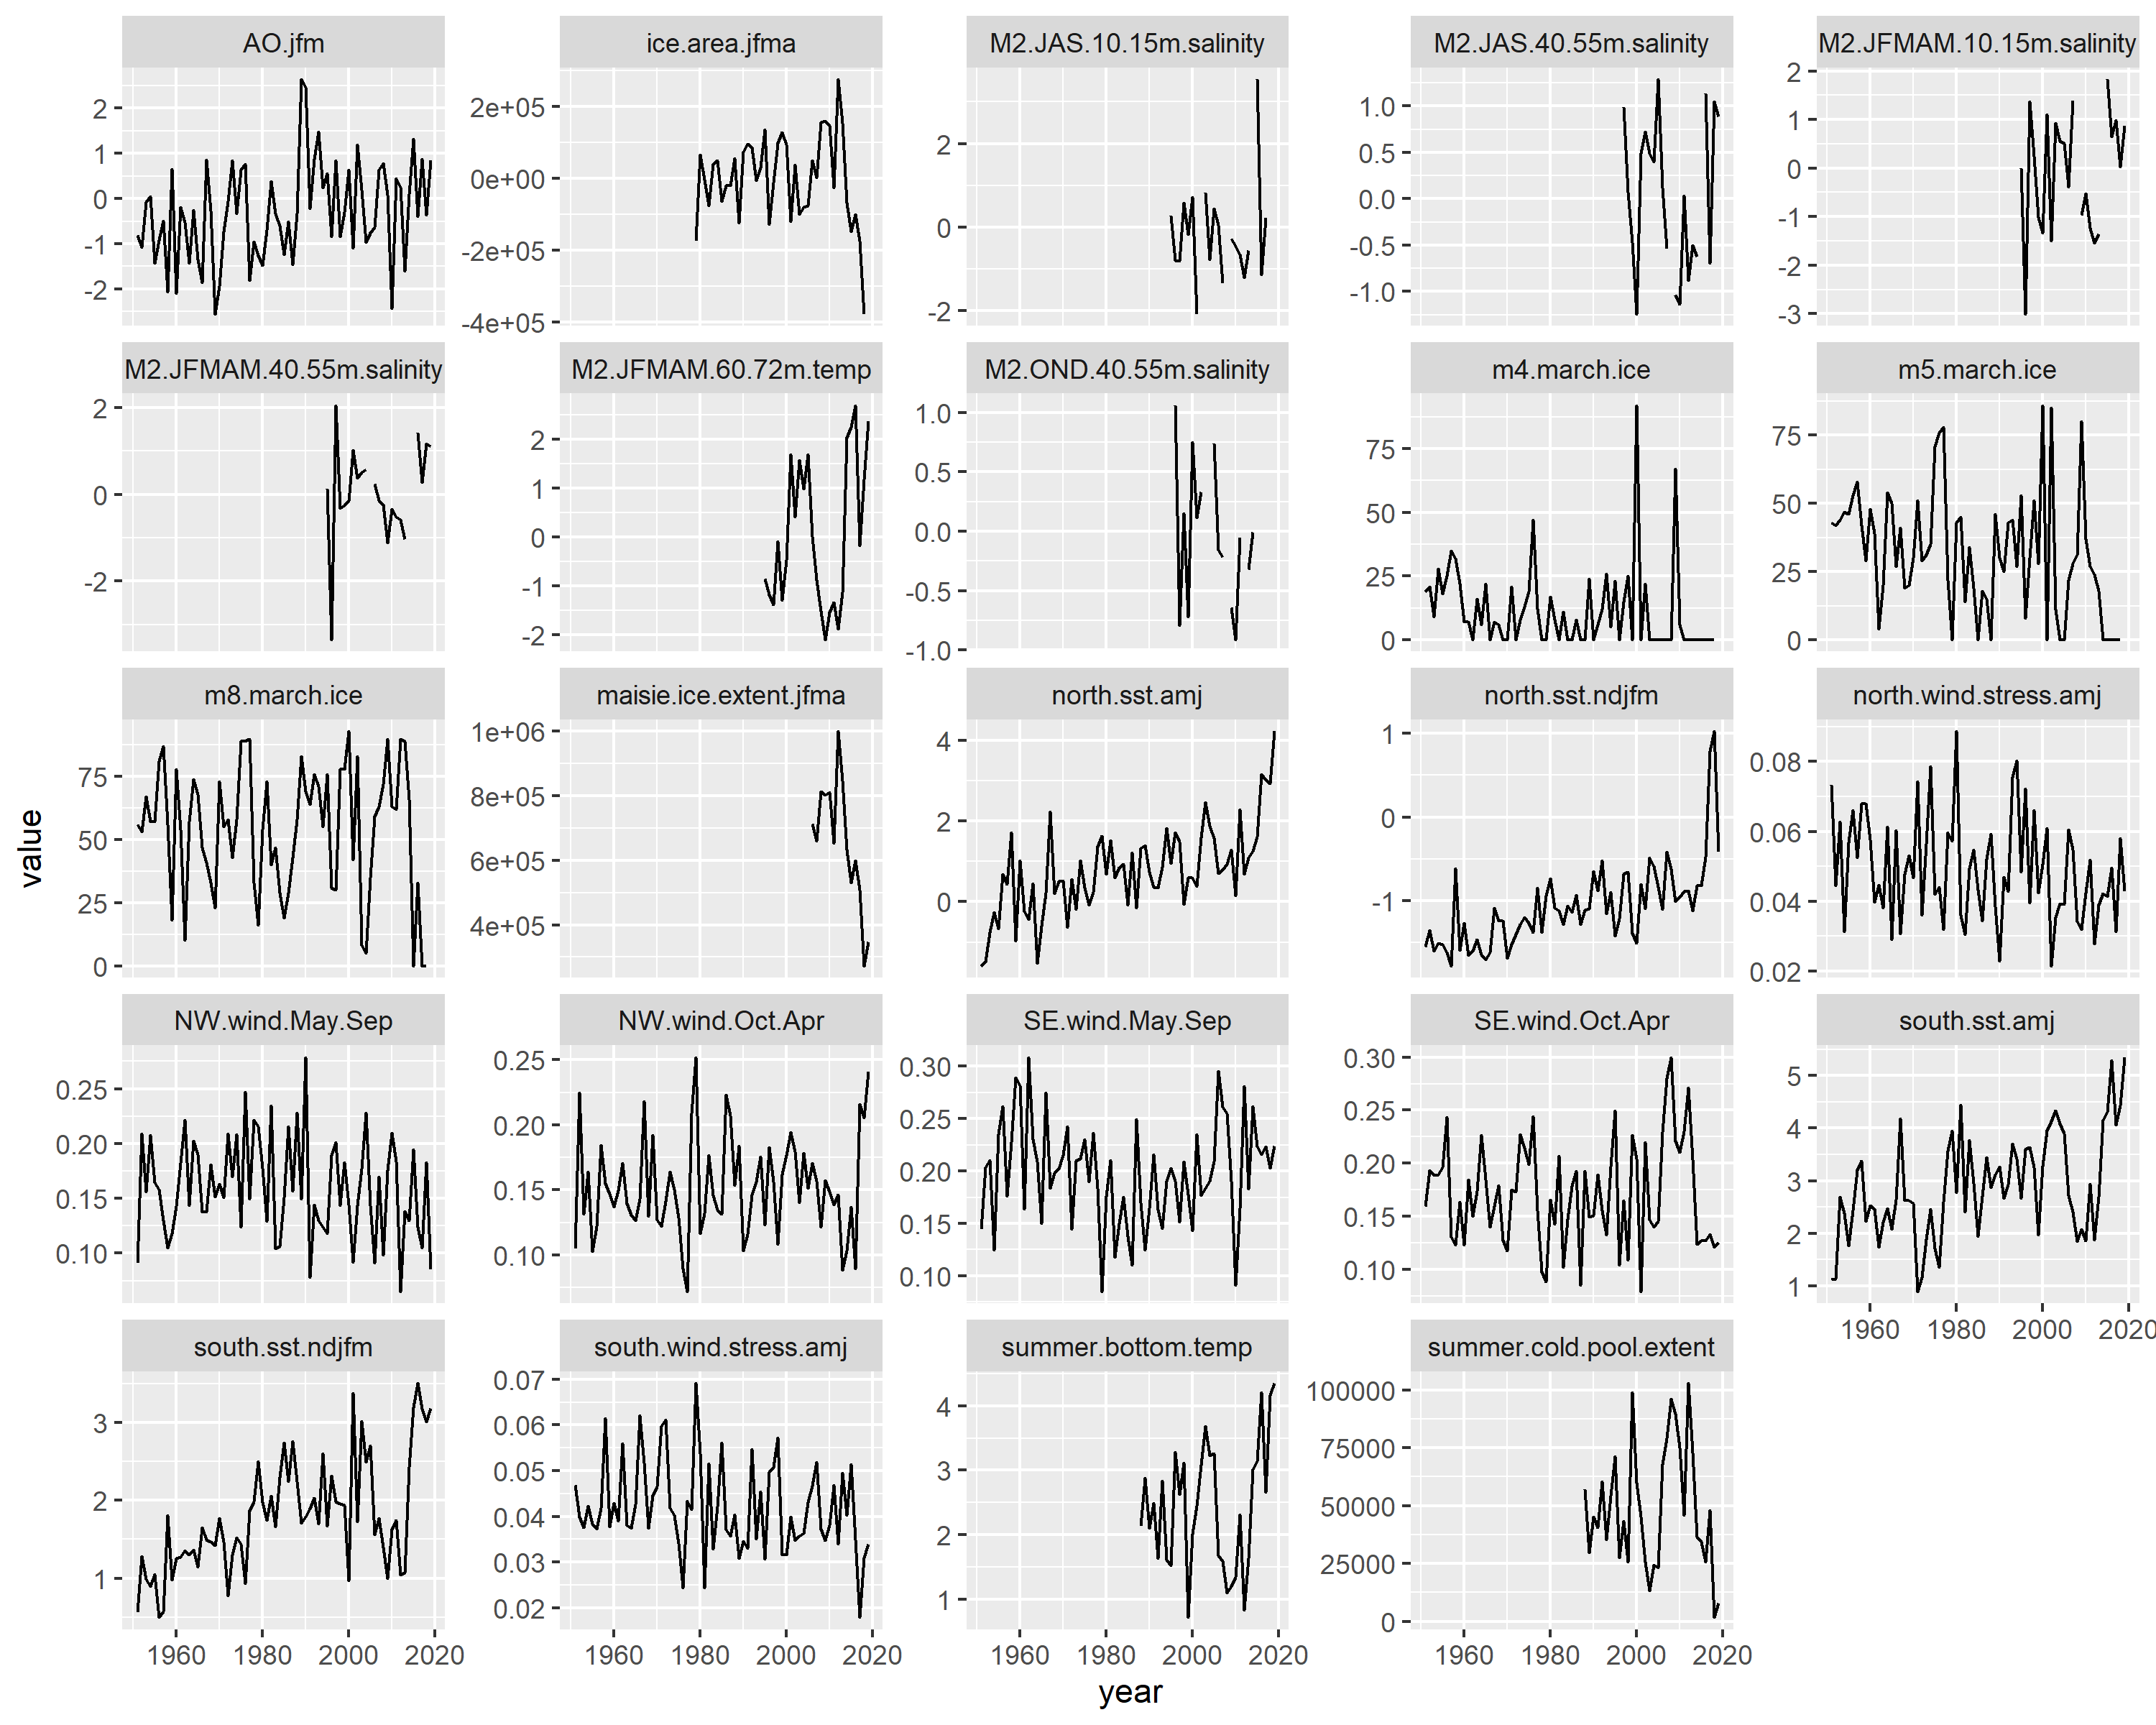 AO.jfm
ice.area.jfma
M2.JAS.10.15m.salinity
M2.JAS.40.55m.salinity
M2.JFMAM.10.15m.salinity
2
1
0
-1
-2
2e+05
0e+00
-2e+05
-4e+05
2
0
-2
1.0
0.5
0.0
-0.5
-1.0
2
1
0
-1
-2
-3
M2.JFMAM.40.55m.salinity
M2.JFMAM.60.72m.temp
M2.OND.40.55m.salinity
m4.march.ice
m5.march.ice
2
0
-2
2
1
0
-1
-2
1.0
0.5
0.0
-0.5
-1.0
75
50
25
0
75
50
25
0
m8.march.ice
maisie.ice.extent.jfma
north.sst.amj
north.sst.ndjfm
north.wind.stress.amj
75
50
25
0
1e+06
8e+05
6e+05
4e+05
4
2
0
1
0
-1
0.08
0.06
0.04
0.02
value
NW.wind.May.Sep
NW.wind.Oct.Apr
SE.wind.May.Sep
SE.wind.Oct.Apr
south.sst.amj
0.25
0.20
0.15
0.10
0.25
0.20
0.15
0.10
0.30
0.25
0.20
0.15
0.10
0.30
0.25
0.20
0.15
0.10
5
4
3
2
1
1960 1980 2000 2020
south.sst.ndjfm
south.wind.stress.amj
summer.bottom.temp
summer.cold.pool.extent
3
2
1
0.07
0.06
0.05
0.04
0.03
0.02
4
3
2
1
100000
75000
50000
25000
0
1960 1980 2000 2020
1960 1980 2000 2020
1960 1980 2000 2020
1960 1980 2000 2020
year